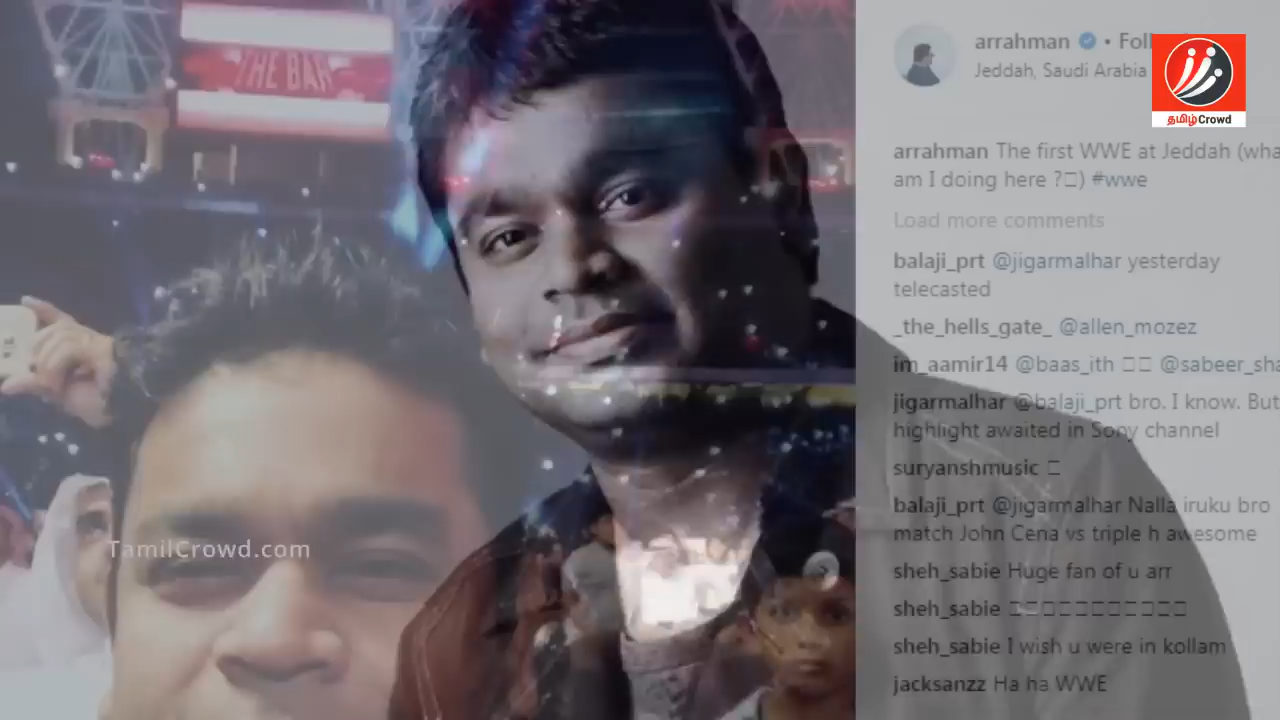 THE BAR
arrahman • Foll
Jeddah, Saudi Arabia
தமிழ்Crowd
arrahman The first WWE at Jeddah (wha
am I doing here ?) #wwe
Load more comments
balaji_prt @jigarmalhar yesterday
telecasted
_the_hells_gate_ @allen_mozez
im_aamir14 @baas_ith @sabeer_sha
jigarmalhar @balaji_prt bro. I know. But
highlight awaited in Sony channel
suryanshmusic
balaji_prt @jigarmalhar Nalla iruku bro
match John Cena vs triple h awesome
sheh_sabie Huge fan of u arr
sheh_sabie
sheh_sabie I wish u were in kollam
jacksanzz Ha ha WWE
TamilCrowd.com